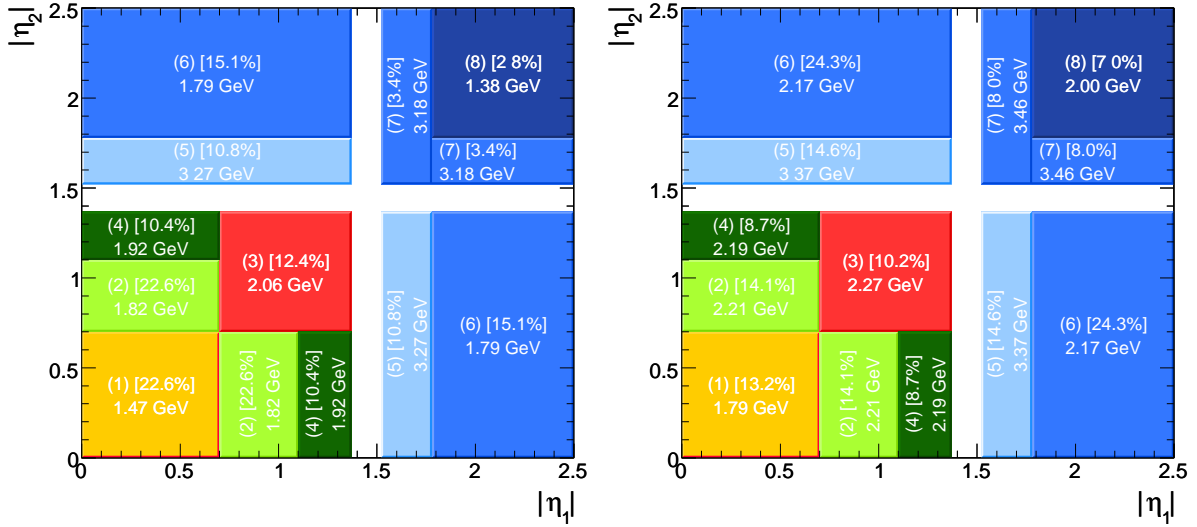 |η2|
2.5
2
1.5
1
0.5
0
(6) [15.1%]
1.79 GeV
(5) [10.8%]
3 27 GeV
(7) [3.4%]
3.18 GeV
(8) [2 8%]
1.38 GeV
(7) [3.4%]
3.18 GeV
(4) [10.4%]
1.92 GeV
(2) [22.6%]
1.82 GeV
(3) [12.4%]
2.06 GeV
(1) [22.6%]
1.47 GeV
(2) [22.6%]
1.82 GeV
(4) [10.4%]
1.92 GeV
(5) [10.8%]
3.27 GeV
(6) [15.1%]
1.79 GeV
0 0.5 1 1.5 2 2.5
|η1|
|η2|
2.5
2
1.5
1
0.5
0
(6) [24.3%]
2.17 GeV
(5) [14.6%]
3 37 GeV
(7) [8 0%]
3.46 GeV
(8) [7 0%]
2.00 GeV
(7) [8.0%]
3.46 GeV
(4) [8.7%]
2.19 GeV
(2) [14.1%]
2.21 GeV
(3) [10.2%]
2.27 GeV
(1) [13.2%]
1.79 GeV
(2) [14.1%]
2.21 GeV
(4) [8.7%]
2.19 GeV
(5) [14.6%]
3.37 GeV
(6) [24.3%]
2.17 GeV
0 0.5 1 1.5 2 2.5
|η1|